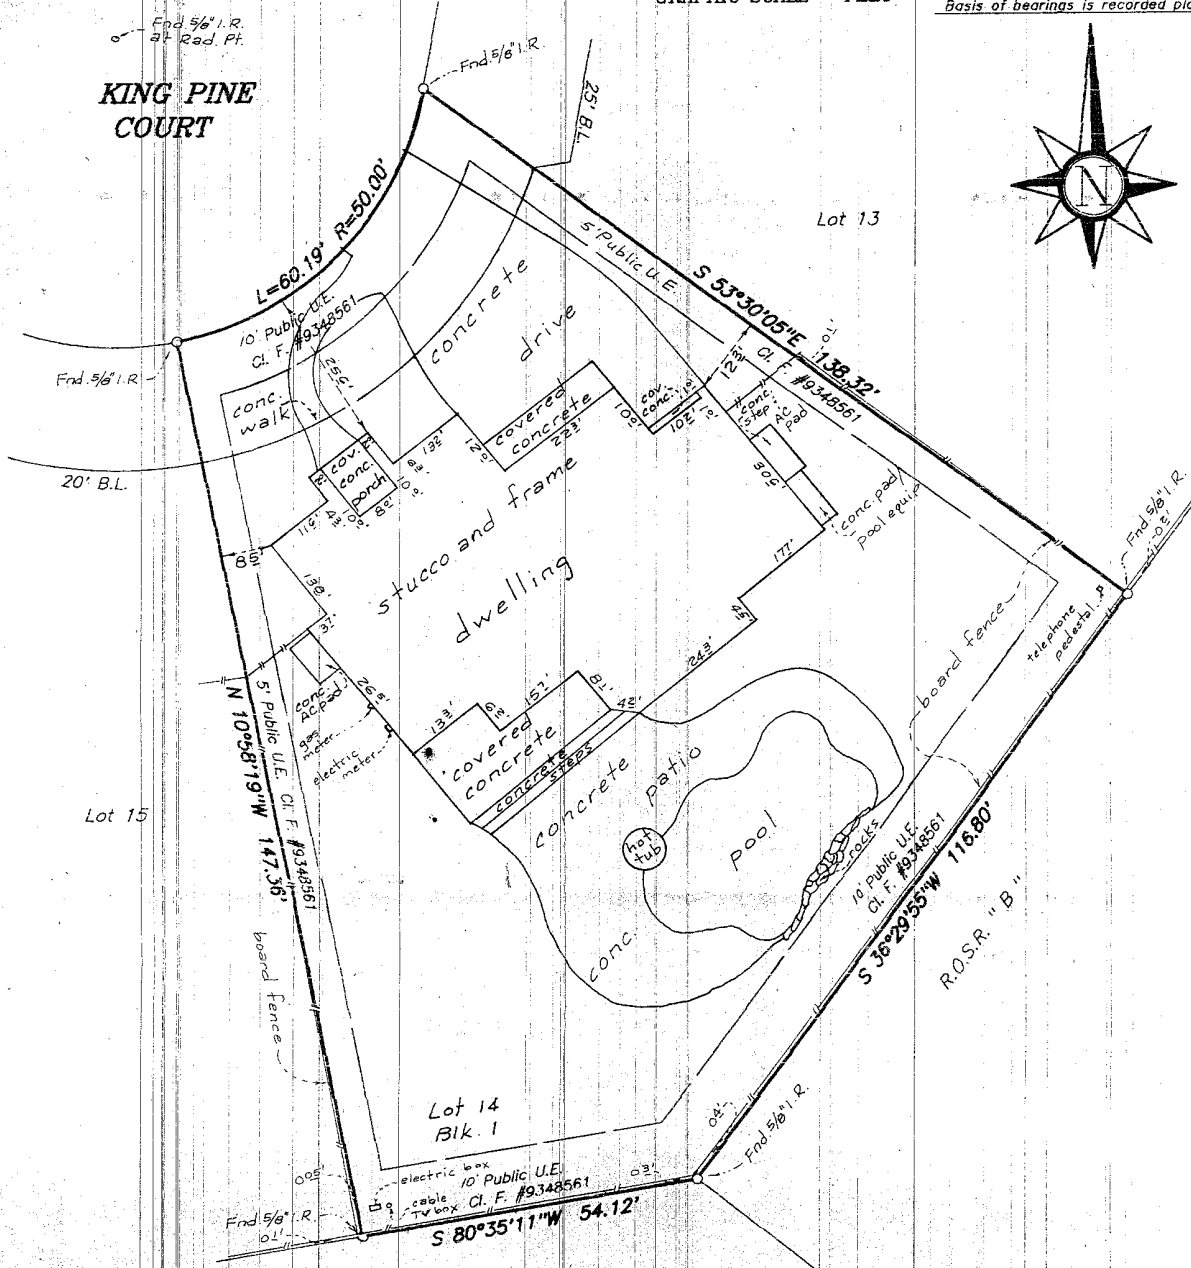 Basis of bearings is recorded
Fnd. 5/8" I.R.
at Rad. Pt.
Fnd. 5/8" I.R.
KING PINE
COURT
25' B.L.
N
Lot 13
L=60.19' R=50.00'
5' Public U.E.
S 53°30'05"E 138.32'
Cl. F. #9348561
10' Public U.E.
Cl. F. #9348561
concrete
drive
Fnd. 5/8" I.R.
conc.
walk
20' B.L.
covered
concrete
cov.
conc.
conc.
step
AC
pad
cov.
conc.
porch
conc. pad/
pool equip
stucco and frame
dwelling
Fnd. 5/8" I.R.
board fence
telephone
pedestal
N 10°58'19"W 147.36'
5' Public U.E. Cl. F. #9348561
conc.
AC pad
gas
meter
electric
meter
covered
concrete
concrete
steps
concrete patio
hot
tub
pool
rocks
conc.
Lot 15
10' Public U.E.
Cl. F. #9348561
S 36°29'55"W 116.80'
R.O.S.R. "B"
board fence
Lot 14
Blk. 1
Fnd. 5/8" I.R.
electric box
10' Public U.E.
cable
TV box
Cl. F. #9348561
Fnd. 5/8" I.R.
S 80°35'11"W 54.12'